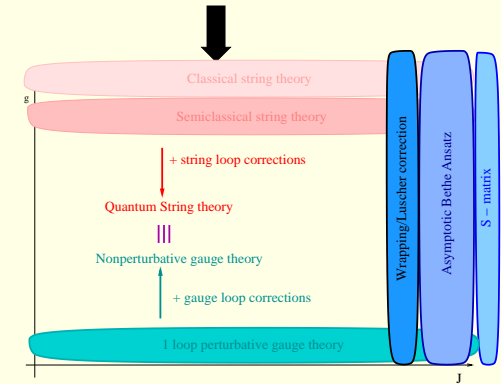 Classical string theory
g
Semiclassical string theory
+ string loop corrections
Quantum String theory
Nonperturbative gauge theory
+ gauge loop corrections
1 loop perturbative gauge theory
J
Wrapping/Luscher correction
Asymptotic Bethe Ansatz
S − matrix